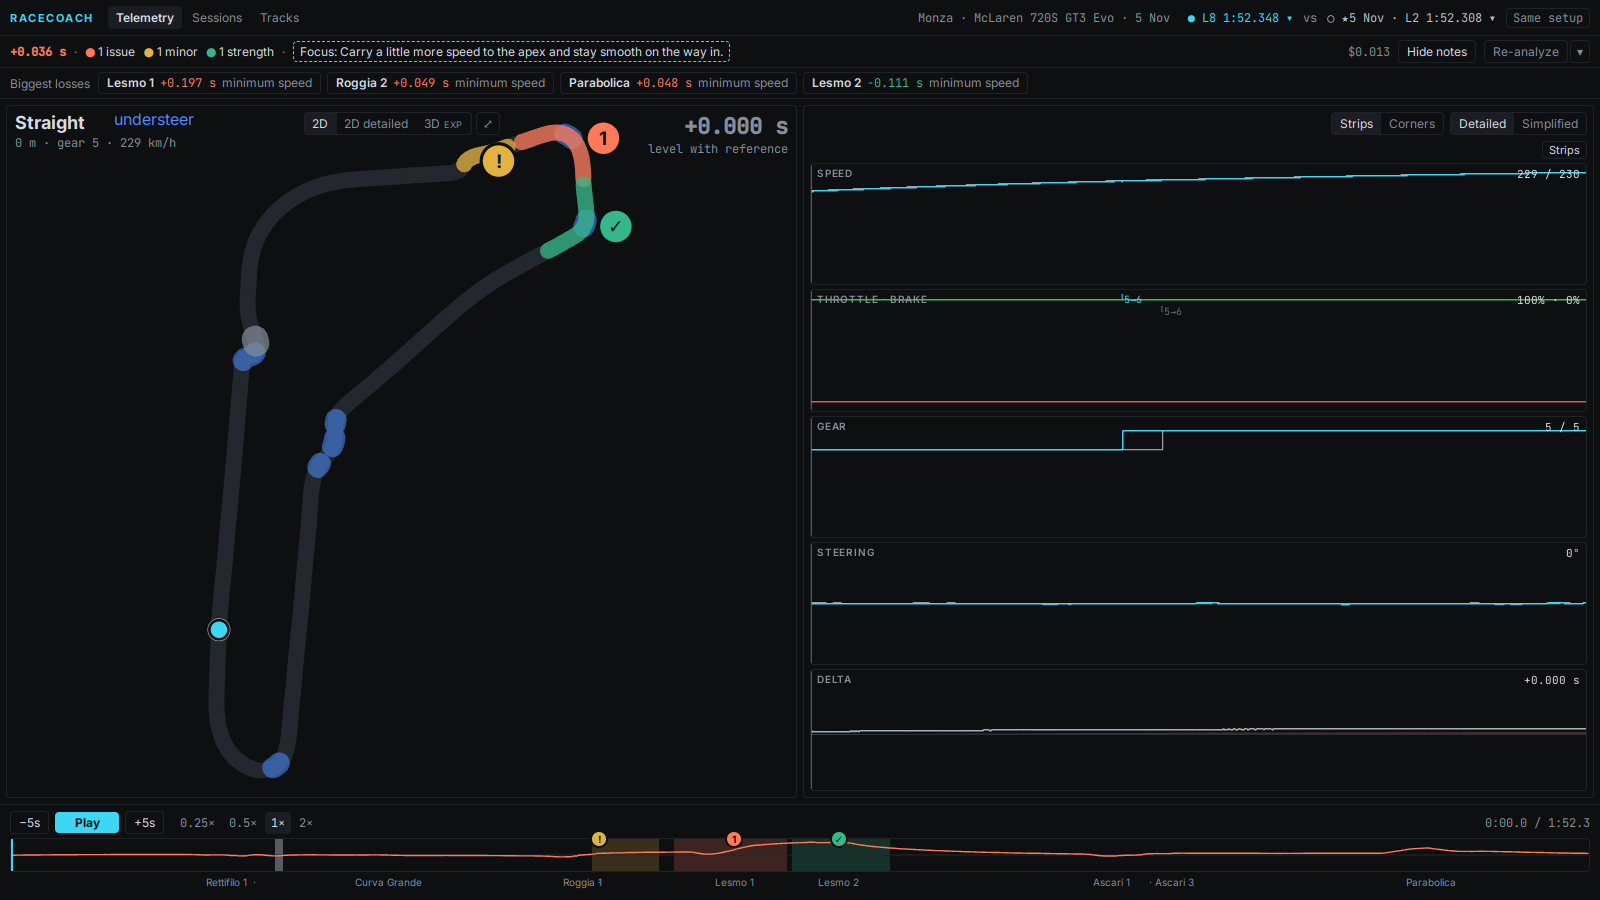 RACECOACH Telemetry Sessions Tracks Monza · McLaren 720S GT3 Evo · 5 Nov ● L8 1:52.348 ▾ vs ○ ★5 Nov · L2 1:52.308 ▾ Same setup
+0.036 s · 1 issue 1 minor 1 strength · Focus: Carry a little more speed to the apex and stay smooth on the way in. $0.013 Hide notes Re-analyze ▾
Biggest losses Lesmo 1 +0.197 s minimum speed Roggia 2 +0.049 s minimum speed Parabolica +0.048 s minimum speed Lesmo 2 -0.111 s minimum speed
Straight understeer
0 m · gear 5 · 229 km/h
2D 2D detailed 3D EXP ⤢
+0.000 s
level with reference
! 1
✓
Strips Corners Detailed Simplified
Strips
SPEED 229 / 230
THROTTLE · BRAKE 5→6 100% · 0%
5→6
GEAR 5 / 5
STEERING 0°
DELTA +0.000 s
−5s Play +5s 0.25× 0.5× 1× 2× 0:00.0 / 1:52.3
! 1 ✓
Rettifilo 1 · Curva Grande Roggia 1 Lesmo 1 Lesmo 2 Ascari 1 · Ascari 3 Parabolica